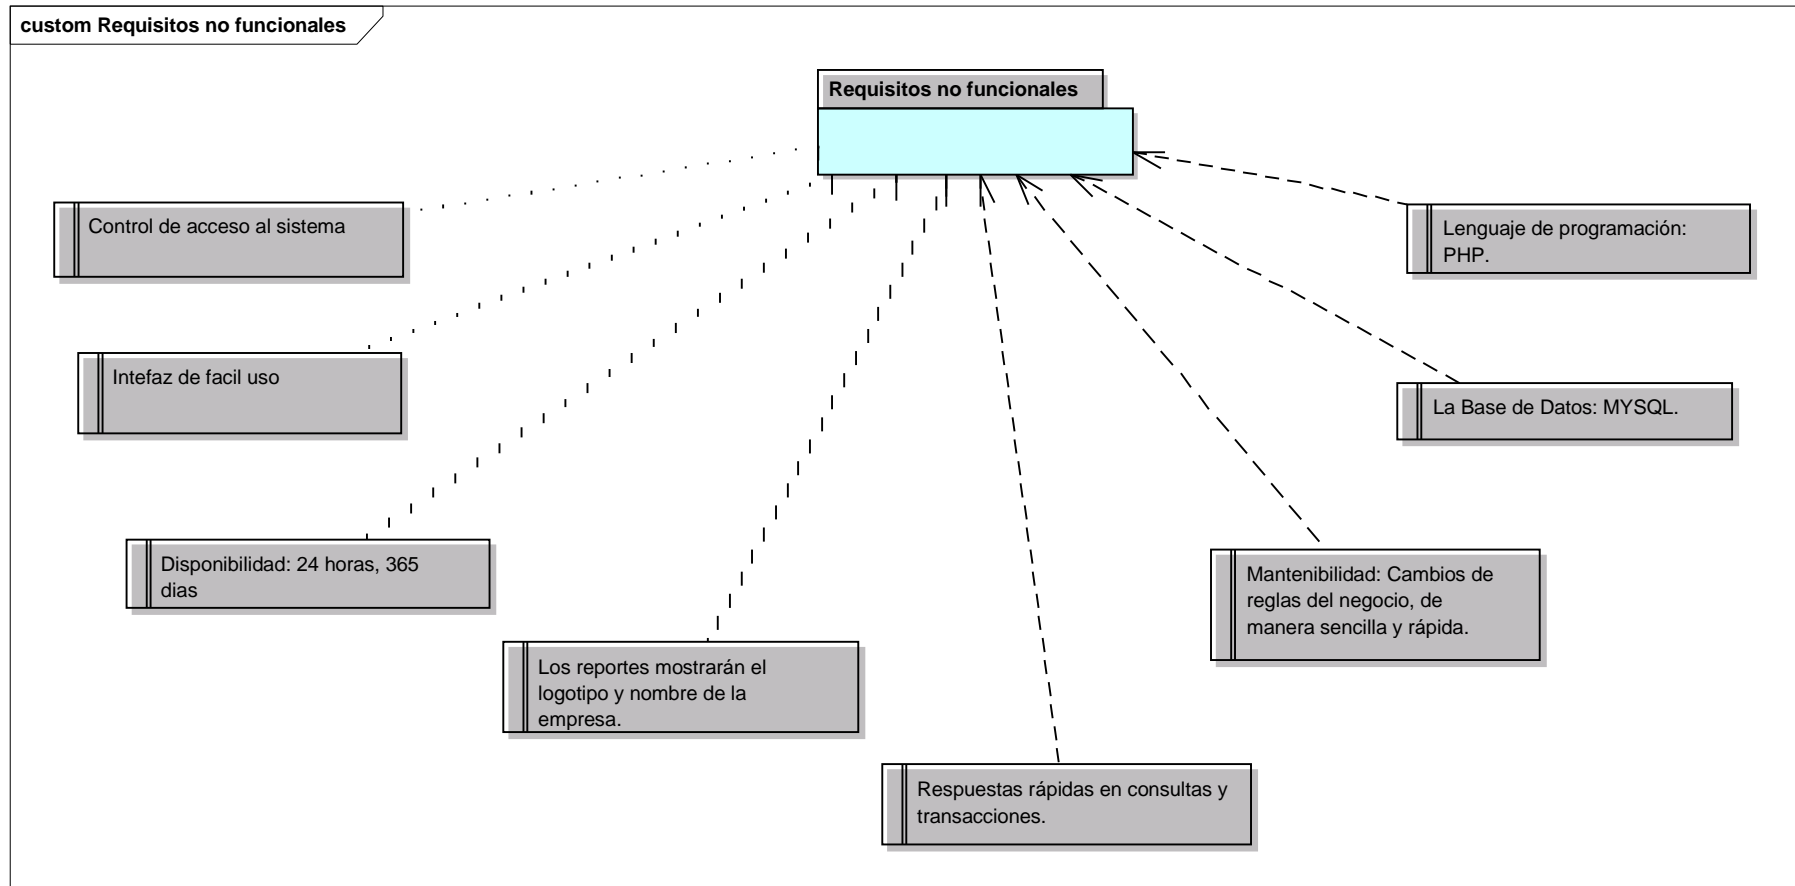 custom Requisitos no funcionales
Requisitos no funcionales
Control de acceso al sistema
Lenguaje de programación:
PHP.
Intefaz de facil uso
La Base de Datos: MYSQL.
Disponibilidad: 24 horas, 365
dias
Mantenibilidad: Cambios de
reglas del negocio, de
manera sencilla y rápida.
Los reportes mostrarán el
logotipo y nombre de la
empresa.
Respuestas rápidas en consultas y
transacciones.